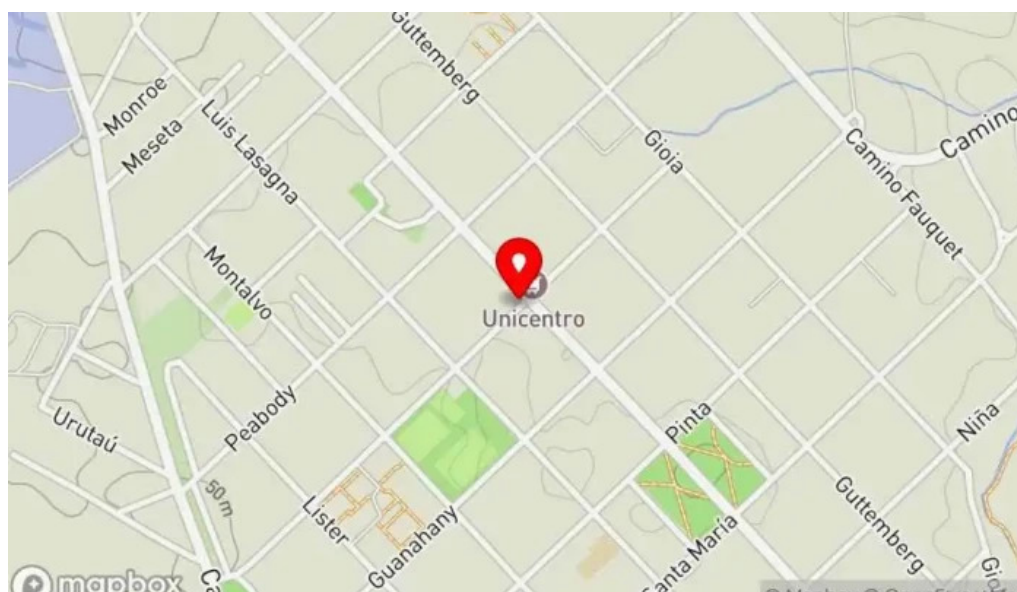 Guttemberg
Monroe
Meseta
Luis Lasagna
Gioia
Camino
Camino Fauquet
Montalvo
Unicentro
Peabody
Urutaú
Pinta
Niña
50 m
Lister
Guanahany
Santa María
Guttemberg
mapbox